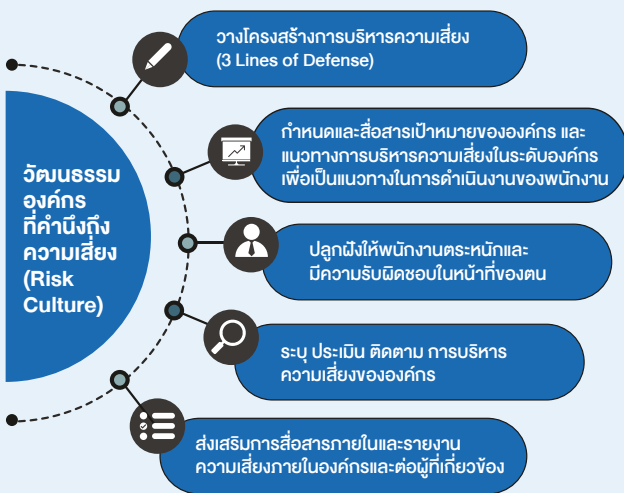 วางโครงสร้างการบริหารความเสี่ยง
(3 Lines of Defense)
กำหนดและสื่อสารเป้าหมายขององค์กร และ
แนวทางการบริหารความเสี่ยงในระดับองค์กร
เพื่อเป็นแนวทางในการดำเนินงานของพนักงาน
วัฒนธรรม
องค์กร
ที่คำนึงถึง
ความเสี่ยง
(Risk
Culture)
ปลูกฝังให้พนักงานตระหนักและ
มีความรับผิดชอบในหน้าที่ของตน
ระบุ ประเมิน ติดตาม การบริหาร
ความเสี่ยงขององค์กร
ส่งเสริมการสื่อสารภายในและรายงาน
ความเสี่ยงภายในองค์กรและต่อผู้ที่เกี่ยวข้อง